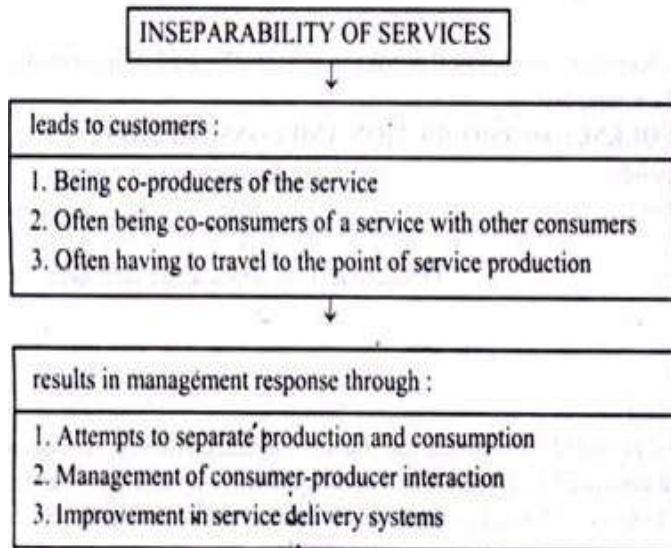 INSEPARABILITY OF SERVICES
leads to customers :
1. Being co-producers of the service
2. Often being co-consumers of a service with other consumers
3. Often having to travel to the point of service production
results in management response through :
1. Attempts to separate production and consumption
2. Management of consumer-producer interaction
3. Improvement in service delivery systems